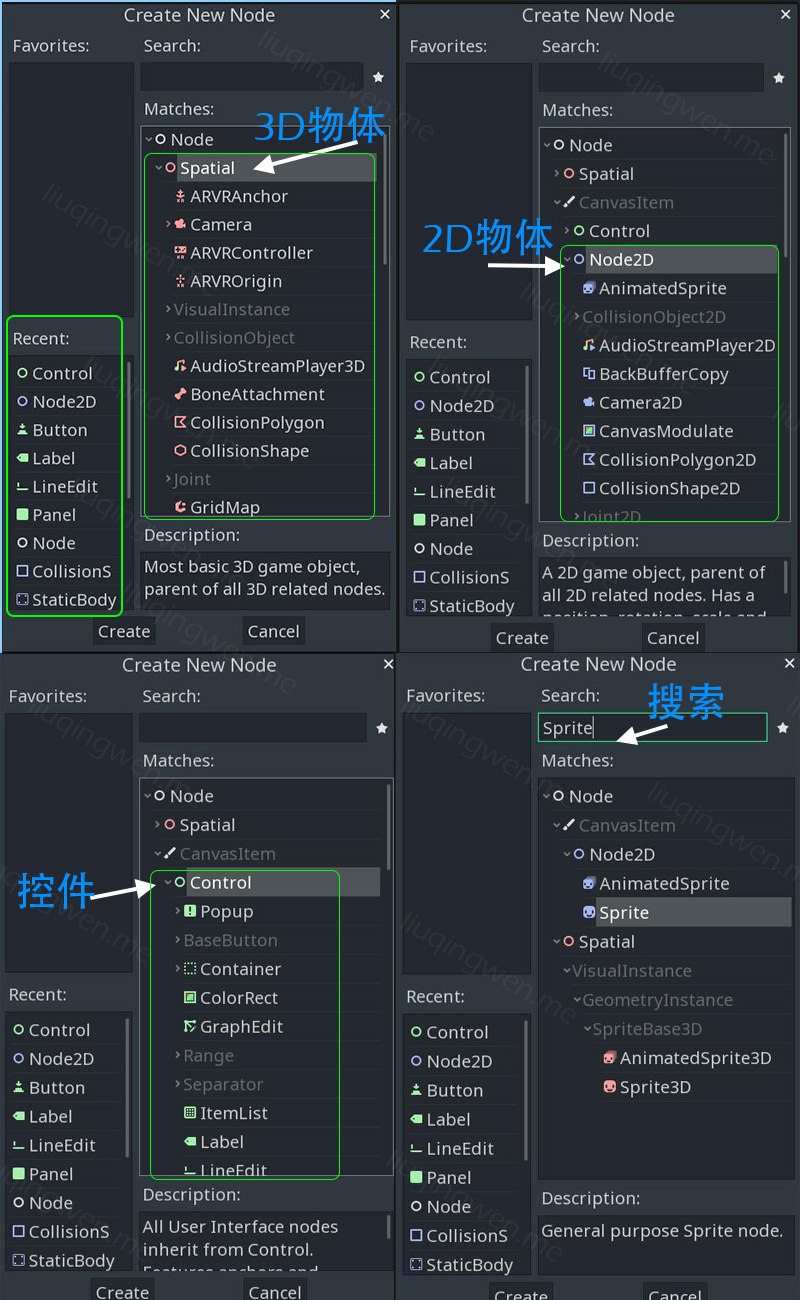 Create New Node
Favorites:
Search:
Matches:
3D物体
Node
Spatial
ARVRAnchor
Camera
ARVRController
ARVROrigin
VisualInstance
CollisionObject
AudioStreamPlayer3D
BoneAttachment
CollisionPolygon
CollisionShape
Joint
GridMap
Recent:
Control
Node2D
Button
Label
LineEdit
Panel
Node
CollisionS
StaticBody
Description:
Most basic 3D game object,
parent of all 3D related nodes.
Create
Cancel
Create New Node
Favorites:
Search:
Matches:
Node
Spatial
CanvasItem
Control
2D物体
Node2D
AnimatedSprite
CollisionObject2D
AudioStreamPlayer2D
BackBufferCopy
Camera2D
CanvasModulate
CollisionPolygon2D
CollisionShape2D
Joint2D
Recent:
Control
Node2D
Button
Label
LineEdit
Panel
Node
CollisionS
StaticBody
Description:
A 2D game object, parent of
all 2D related nodes. Has a
position, rotation, scale and
Create
Cancel
Create New Node
Favorites:
Search:
Matches:
Node
Spatial
CanvasItem
控件
Control
Popup
BaseButton
Container
ColorRect
GraphEdit
Range
Separator
ItemList
Label
LineEdit
Recent:
Control
Node2D
Button
Label
LineEdit
Panel
Node
CollisionS
StaticBody
Description:
All User Interface nodes
inherit from Control.
Features anchors and
Create
Cancel
Create New Node
Favorites:
Search:
搜索
Sprite
Matches:
Node
CanvasItem
Node2D
AnimatedSprite
Sprite
Spatial
VisualInstance
GeometryInstance
SpriteBase3D
AnimatedSprite3D
Sprite3D
Recent:
Control
Node2D
Button
Label
LineEdit
Panel
Node
CollisionS
StaticBody
Description:
General purpose Sprite node.
Create
Cancel
liuqingwen.me